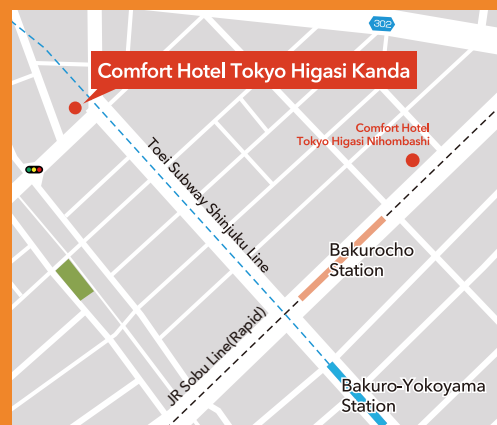 302
Comfort Hotel Tokyo Higasi Kanda
Comfort Hotel
Tokyo Higasi Nihombashi
Toei Subway Shinjuku Line
Bakurocho
Station
JR Sobu Line(Rapid)
Bakuro-Yokoyama
Station